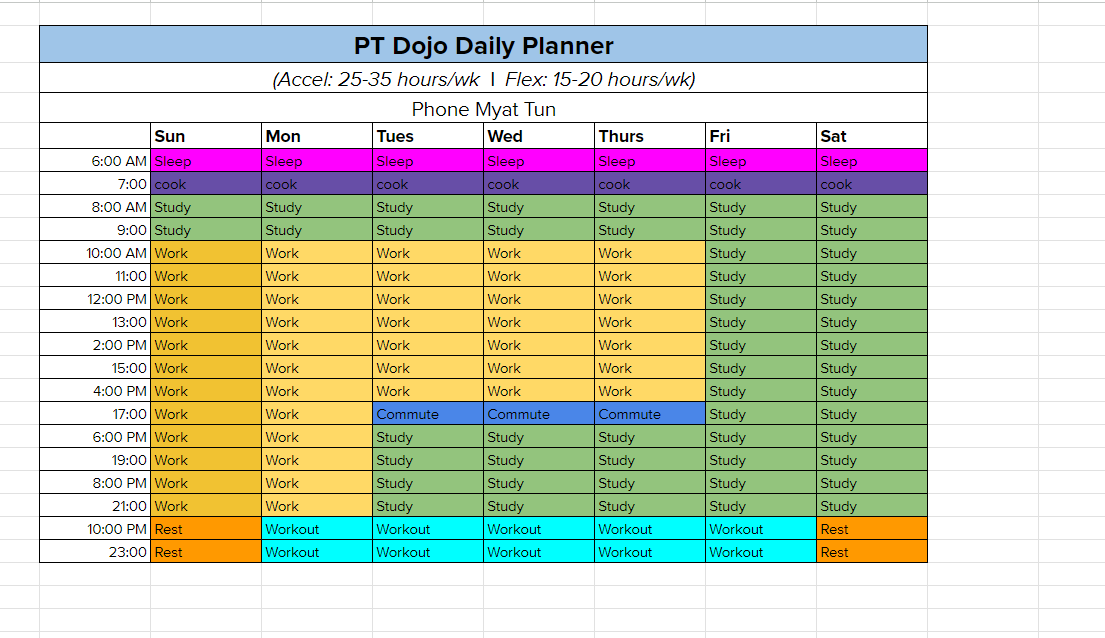 PT Dojo Daily Planner
(Accel: 25-35 hours/wk | Flex: 15-20 hours/wk)
Phone Myat Tun
Sun Mon Tues Wed Thurs Fri Sat
6:00 AM Sleep Sleep Sleep Sleep Sleep Sleep Sleep
7:00 cook cook cook cook cook cook cook
8:00 AM Study Study Study Study Study Study Study
9:00 Study Study Study Study Study Study Study
10:00 AM Work Work Work Work Work Study Study
11:00 Work Work Work Work Work Study Study
12:00 PM Work Work Work Work Work Study Study
13:00 Work Work Work Work Work Study Study
2:00 PM Work Work Work Work Work Study Study
15:00 Work Work Work Work Work Study Study
4:00 PM Work Work Work Work Work Study Study
17:00 Work Work Commute Commute Commute Study Study
6:00 PM Work Work Study Study Study Study Study
19:00 Work Work Study Study Study Study Study
8:00 PM Work Work Study Study Study Study Study
21:00 Work Work Study Study Study Study Study
10:00 PM Rest Workout Workout Workout Workout Workout Rest
23:00 Rest Workout Workout Workout Workout Workout Rest